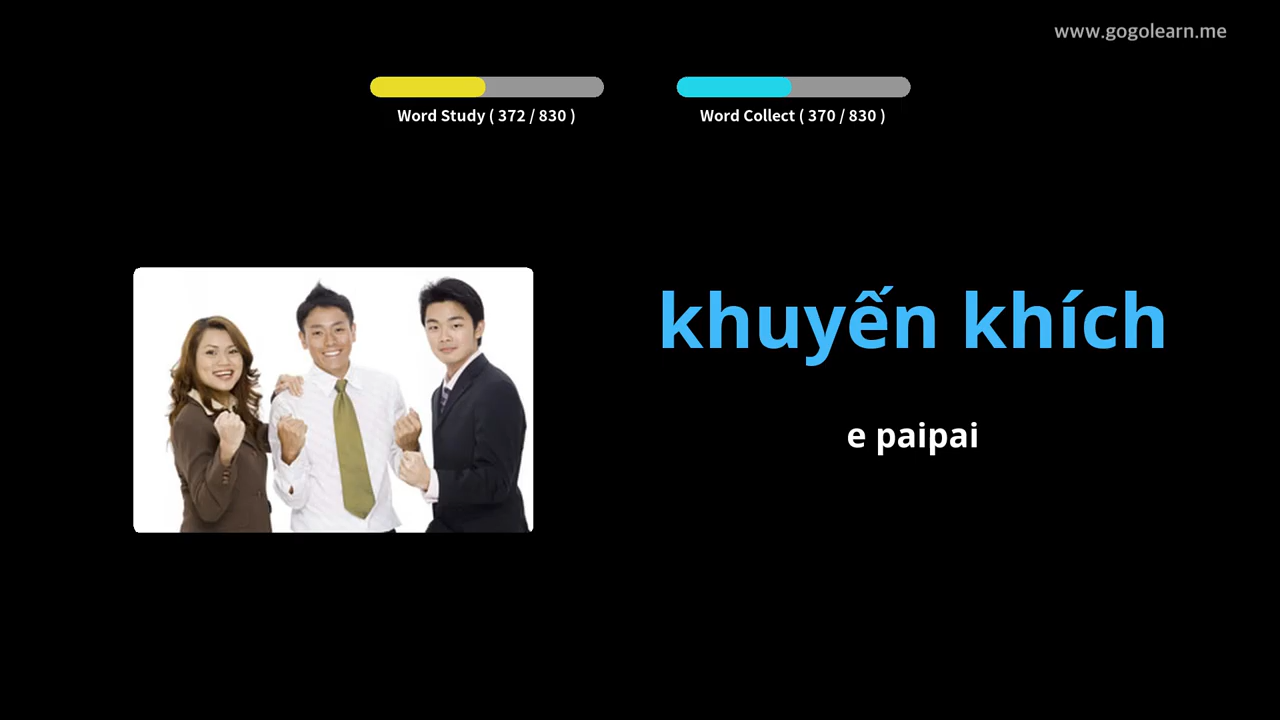 www.gogolearn.me
Word Study ( 372 / 830 )
Word Collect ( 370 / 830 )
khuyến khích
e paipai